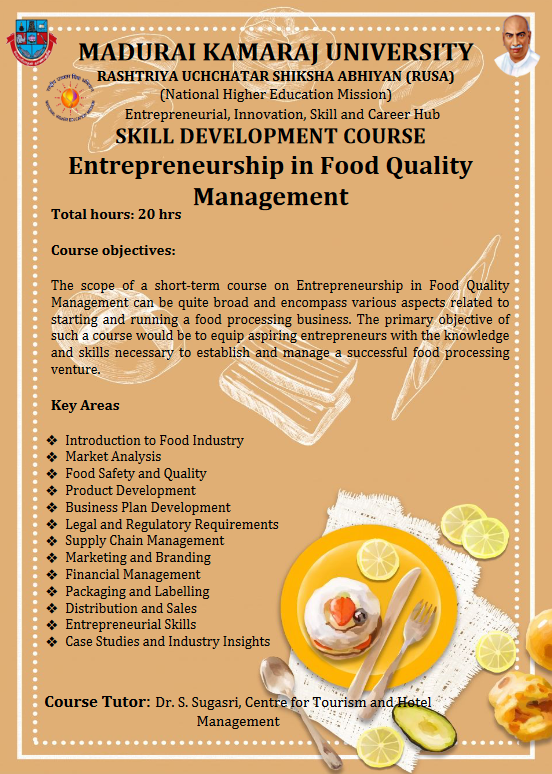 MADURAI KAMARAJ UNIVERSITY
RASHTRIYA UCHCHATAR SHIKSHA ABHIYAN (RUSA)
(National Higher Education Mission)
Entrepreneurial, Innovation, Skill and Career Hub
SKILL DEVELOPMENT COURSE
Entrepreneurship in Food Quality
Management
Total hours: 20 hrs
Course objectives:
The scope of a short-term course on Entrepreneurship in Food Quality
Management can be quite broad and encompass various aspects related to
starting and running a food processing business. The primary objective of
such a course would be to equip aspiring entrepreneurs with the knowledge
and skills necessary to establish and manage a successful food processing
venture.
Key Areas
❖ Introduction to Food Industry
❖ Market Analysis
❖ Food Safety and Quality
❖ Product Development
❖ Business Plan Development
❖ Legal and Regulatory Requirements
❖ Supply Chain Management
❖ Marketing and Branding
❖ Financial Management
❖ Packaging and Labelling
❖ Distribution and Sales
❖ Entrepreneurial Skills
❖ Case Studies and Industry Insights
Course Tutor: Dr. S. Sugasri, Centre for Tourism and Hotel
Management